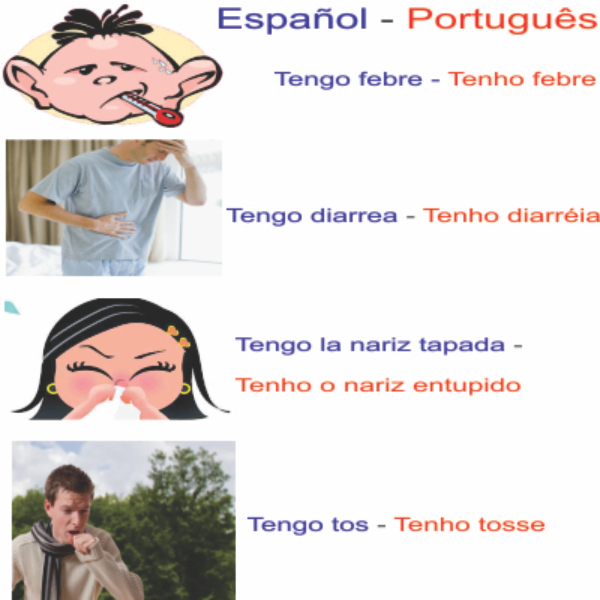 Español - Português
Tengo febre - Tenho febre
Tengo diarrea - Tenho diarréia
Tengo la nariz tapada -
Tenho o nariz entupido
Tengo tos - Tenho tosse